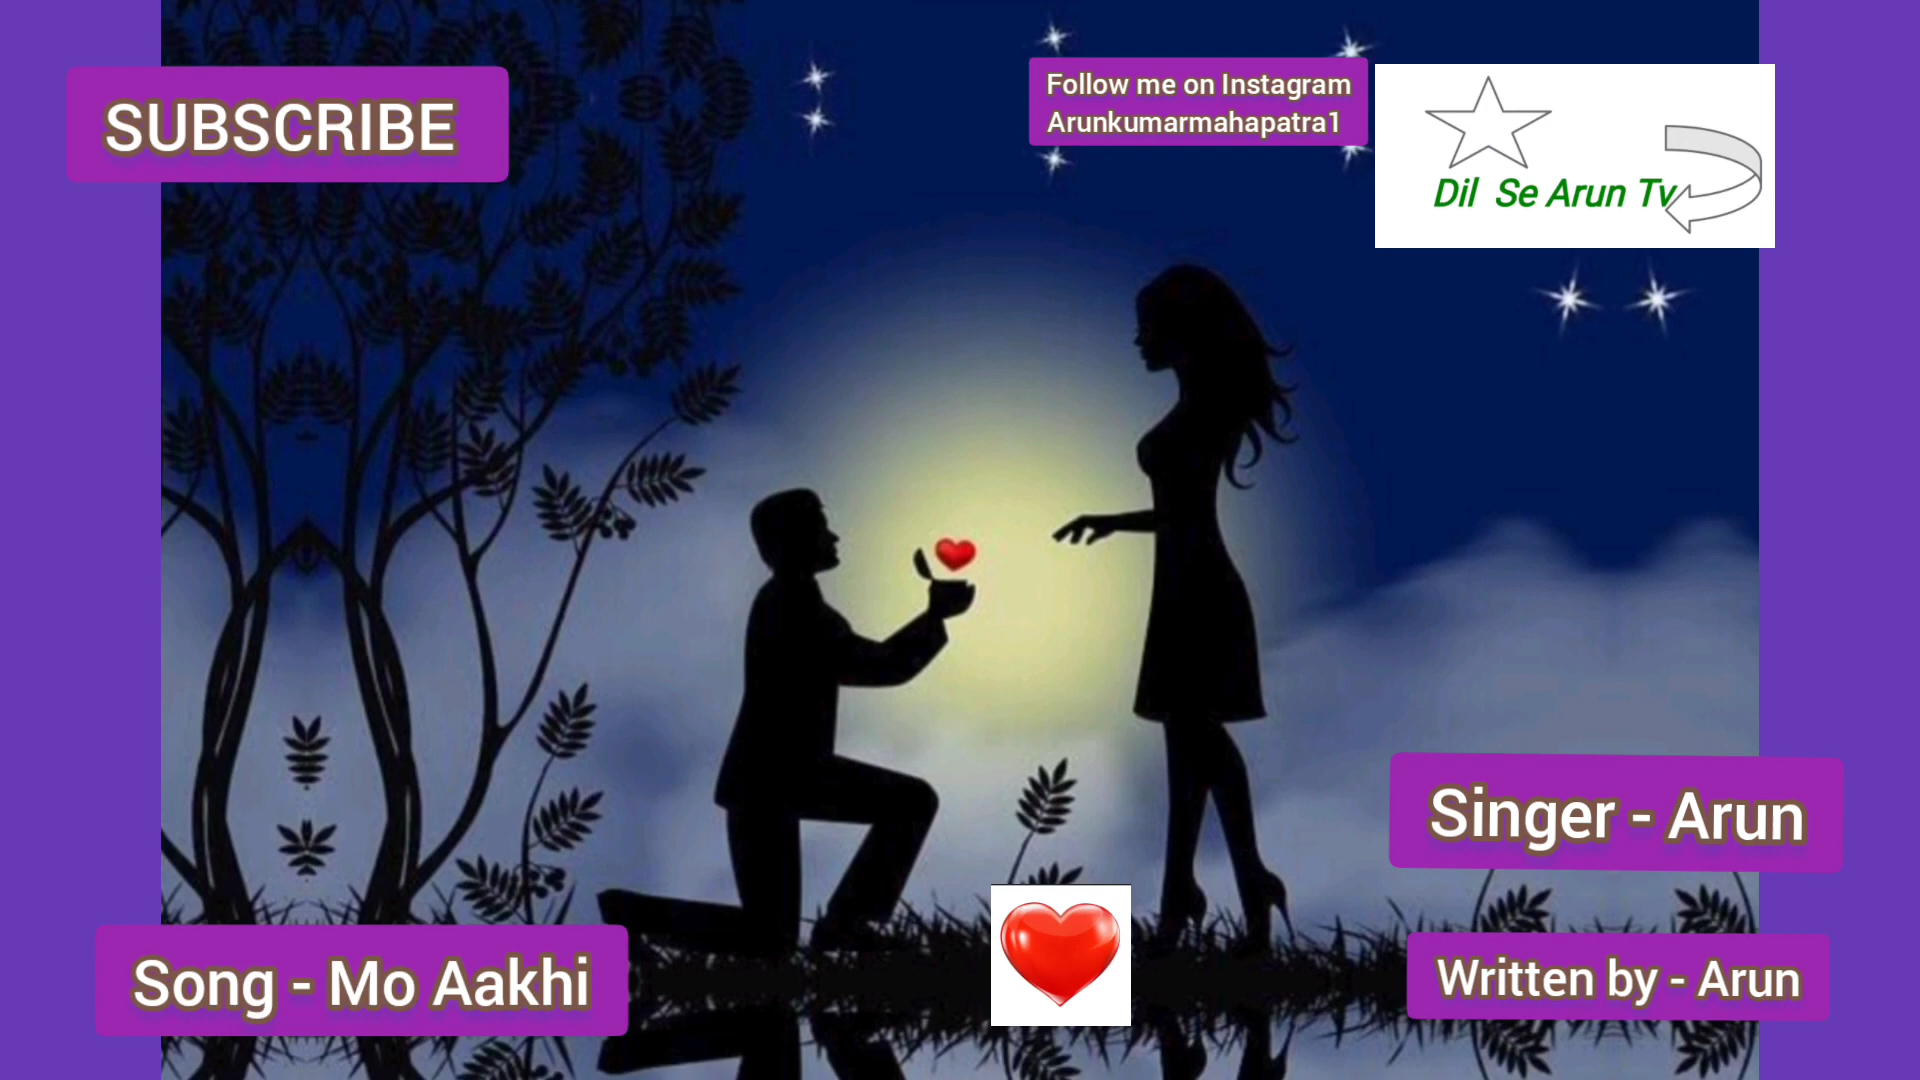 SUBSCRIBE
Follow me on Instagram
Arunkumarmahapatra1
Dil Se Arun Tv
Singer - Arun
Song - Mo Aakhi
Written by - Arun